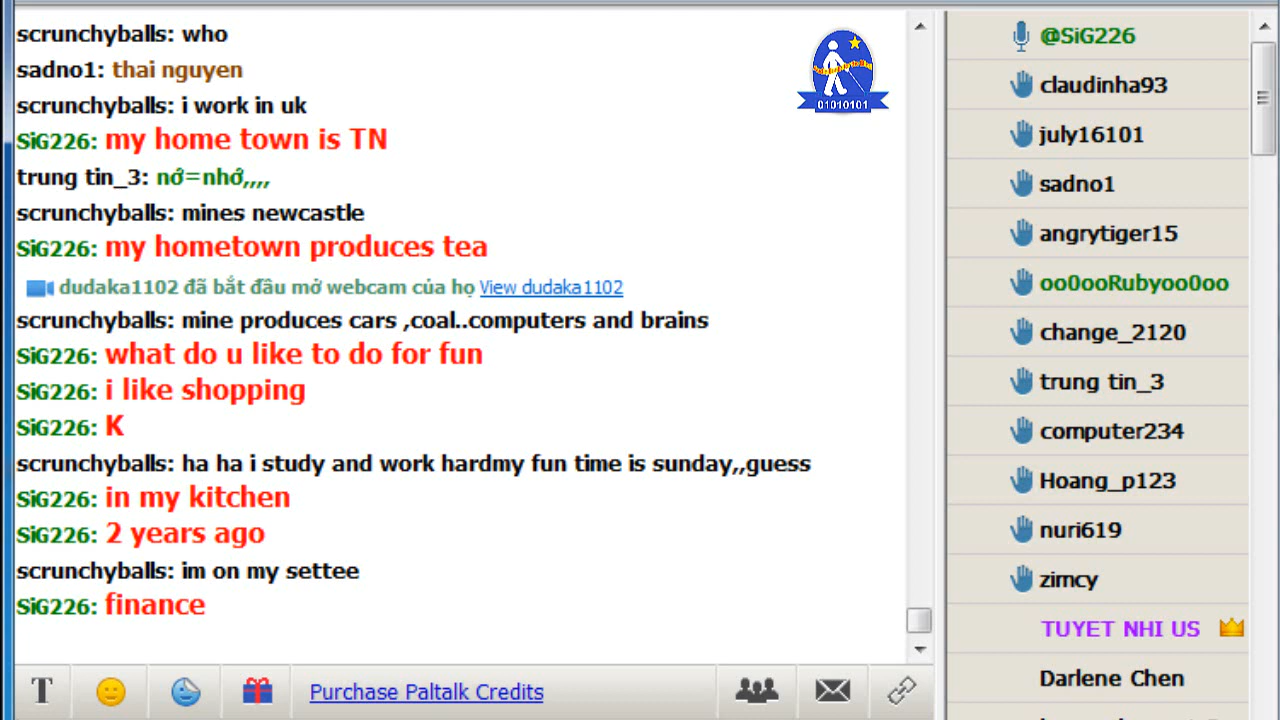 scrunchyballs: who
sadno1: thai nguyen
scrunchyballs: i work in uk
SiG226: my home town is TN
trung tin_3: nớ=nhớ,,,,
scrunchyballs: mines newcastle
SiG226: my hometown produces tea
dudaka1102 đã bắt đầu mở webcam của họ View dudaka1102
scrunchyballs: mine produces cars ,coal..computers and brains
SiG226: what do u like to do for fun
SiG226: i like shopping
SiG226: K
scrunchyballs: ha ha i study and work hardmy fun time is sunday,,guess
SiG226: in my kitchen
SiG226: 2 years ago
scrunchyballs: im on my settee
SiG226: finance
01010101
T
Purchase Paltalk Credits
@SiG226
claudinha93
july16101
sadno1
angrytiger15
oo0ooRubyoo0oo
change_2120
trung tin_3
computer234
Hoang_p123
nuri619
zimcy
TUYET NHI US
Darlene Chen